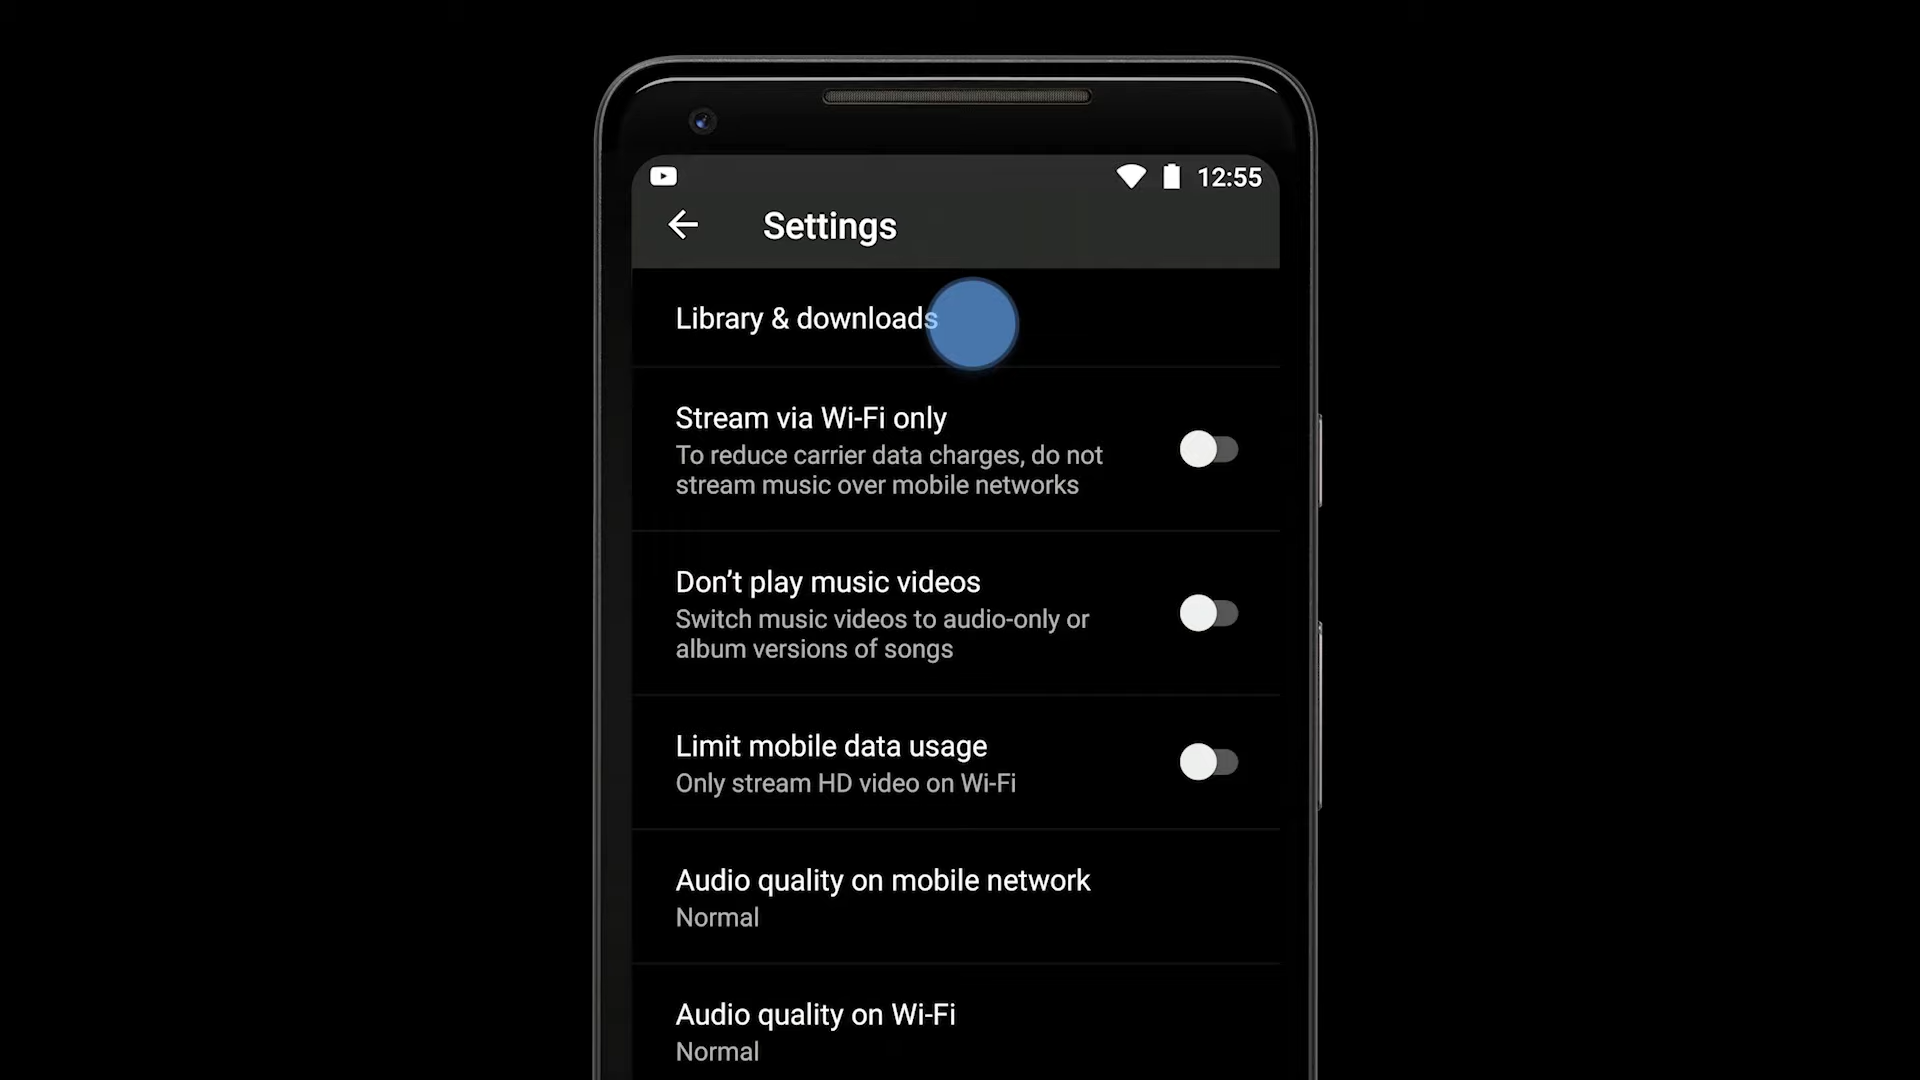 12:55
Settings
Library & downloads
Stream via Wi-Fi only
To reduce carrier data charges, do not
stream music over mobile networks
Don’t play music videos
Switch music videos to audio-only or
album versions of songs
Limit mobile data usage
Only stream HD video on Wi-Fi
Audio quality on mobile network
Normal
Audio quality on Wi-Fi
Normal